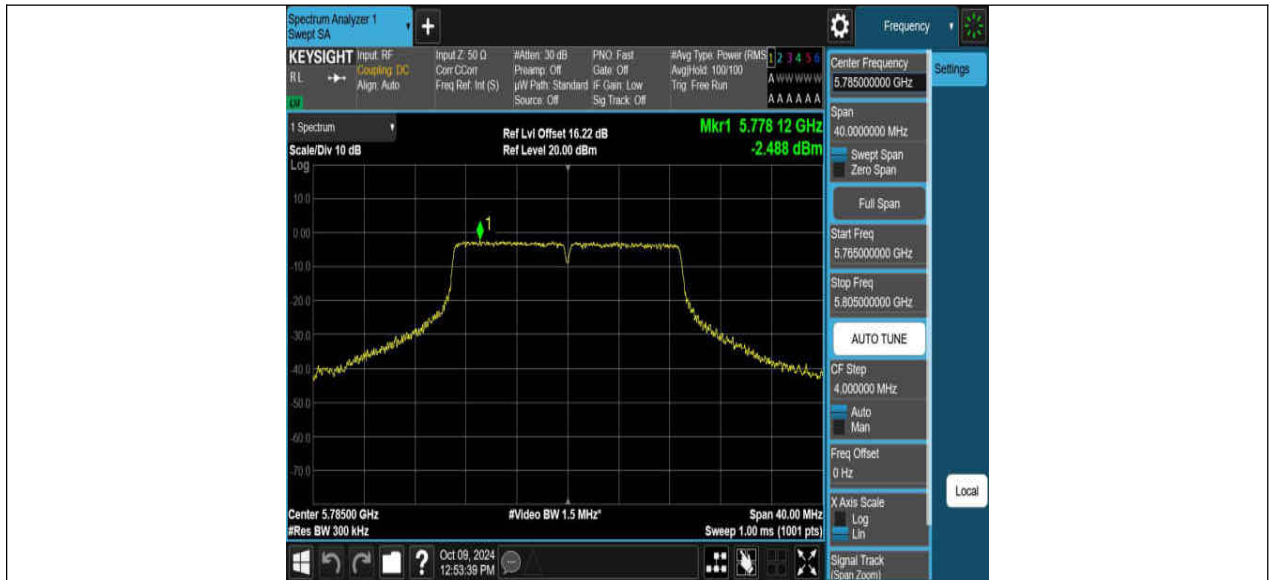 Spectrum Analyzer 1
Swept SA
+
Frequency
KEYSIGHT
RL
Input: RF
Coupling: DC
Align: Auto
Input Z: 50 Ω
Corr CCorr
Freq Ref: Int (S)
#Atten: 30 dB
Preamp: Off
µW Path: Standard
Source: Off
PNO: Fast
Gate: Off
IF Gain: Low
Sig Track: Off
#Avg Type: Power (RMS
Avg|Hold: 100/100
Trig: Free Run
1 2 3 4 5 6
A W W W W W
A A A A A A
1 Spectrum
Scale/Div 10 dB
Ref Lvl Offset 16.22 dB
Ref Level 20.00 dBm
Mkr1 5.778 12 GHz
-2.488 dBm
Log
10.0
0.00
-10.0
-20.0
-30.0
-40.0
-50.0
-60.0
-70.0
1
Center 5.78500 GHz
#Res BW 300 kHz
#Video BW 1.5 MHz*
Span 40.00 MHz
Sweep 1.00 ms (1001 pts)
Center Frequency
5.785000000 GHz
Settings
Span
40.0000000 MHz
Swept Span
Zero Span
Full Span
Start Freq
5.765000000 GHz
Stop Freq
5.805000000 GHz
AUTO TUNE
CF Step
4.000000 MHz
Auto
Man
Freq Offset
0 Hz
X Axis Scale
Log
Lin
Local
Signal Track
(Span Zoom)
?
Oct 09, 2024
12:53:39 PM